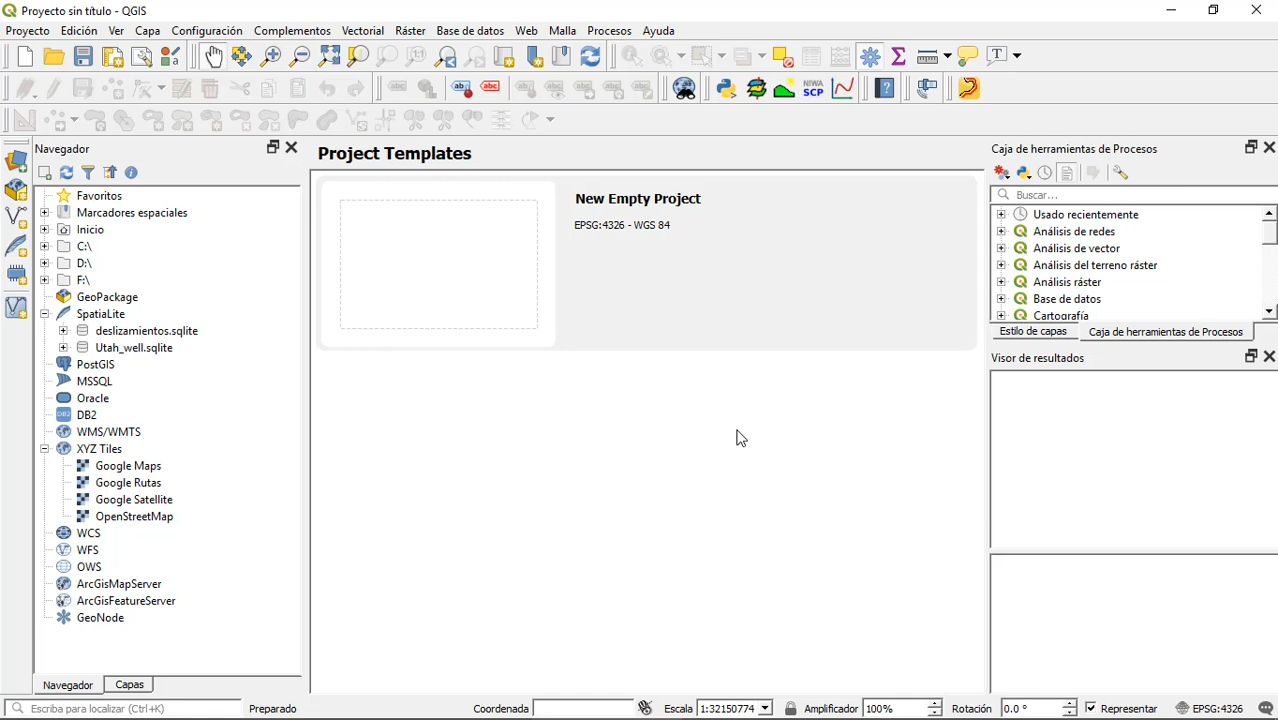 Proyecto sin título - QGIS
Proyecto Edición Ver Capa Configuración Complementos Vectorial Ráster Base de datos Web Malla Procesos Ayuda
NIWA
SCP
Navegador
Favoritos
Marcadores espaciales
Inicio
C:\
D:\
F:\
GeoPackage
SpatiaLite
deslizamientos.sqlite
Utah_well.sqlite
PostGIS
MSSQL
Oracle
DB2
WMS/WMTS
XYZ Tiles
Google Maps
Google Rutas
Google Satellite
OpenStreetMap
WCS
WFS
OWS
ArcGisMapServer
ArcGisFeatureServer
GeoNode
Navegador Capas
Project Templates
New Empty Project
EPSG:4326 - WGS 84
Caja de herramientas de Procesos
Buscar...
Usado recientemente
Análisis de redes
Análisis de vector
Análisis del terreno ráster
Análisis ráster
Base de datos
Cartografía
Estilo de capas Caja de herramientas de Procesos
Visor de resultados
Escriba para localizar (Ctrl+K) Preparado Coordenada Escala 1:32150774 Amplificador 100% Rotación 0.0 ° Representar EPSG:4326